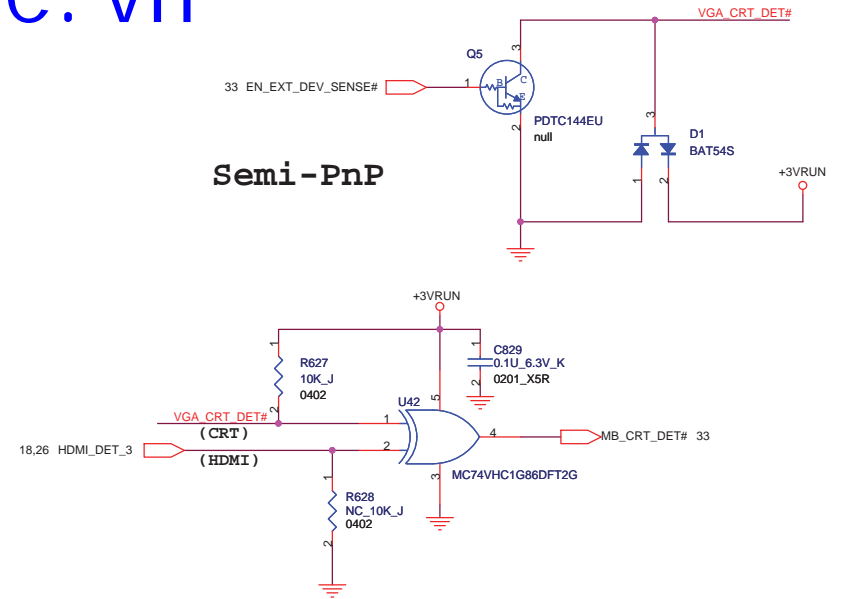 VGA_CRT_DET#
Q5
3
33 EN_EXT_DEV_SENSE#
1
B
C
E
PDTC144EU
null
2
3
D1
BAT54S
Semi-PnP
1
2
+3VRUN
+3VRUN
1
R627
10K_J
0402
2
1
C829
0.1U_6.3V_K
0201_X5R
2
U42
5
VGA_CRT_DET#
1
(CRT)
18,26 HDMI_DET_3
2
(HDMI)
4
MB_CRT_DET# 33
3
MC74VHC1G86DFT2G
1
R628
NC_10K_J
0402
2